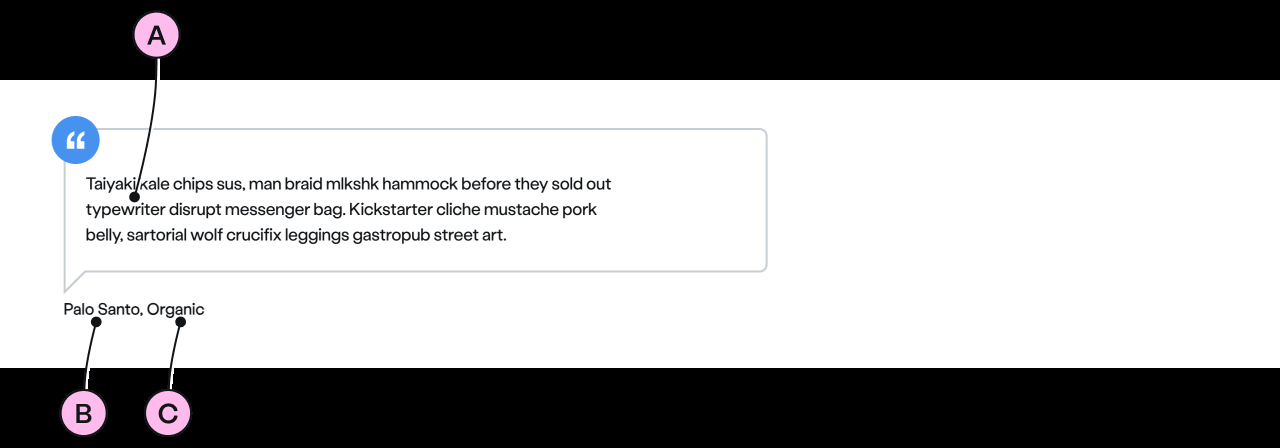 A
“
Taiyaki kale chips sus, man braid mlkshk hammock before they sold out
typewriter disrupt messenger bag. Kickstarter cliche mustache pork
belly, sartorial wolf crucifix leggings gastropub street art.
Palo Santo, Organic
B C